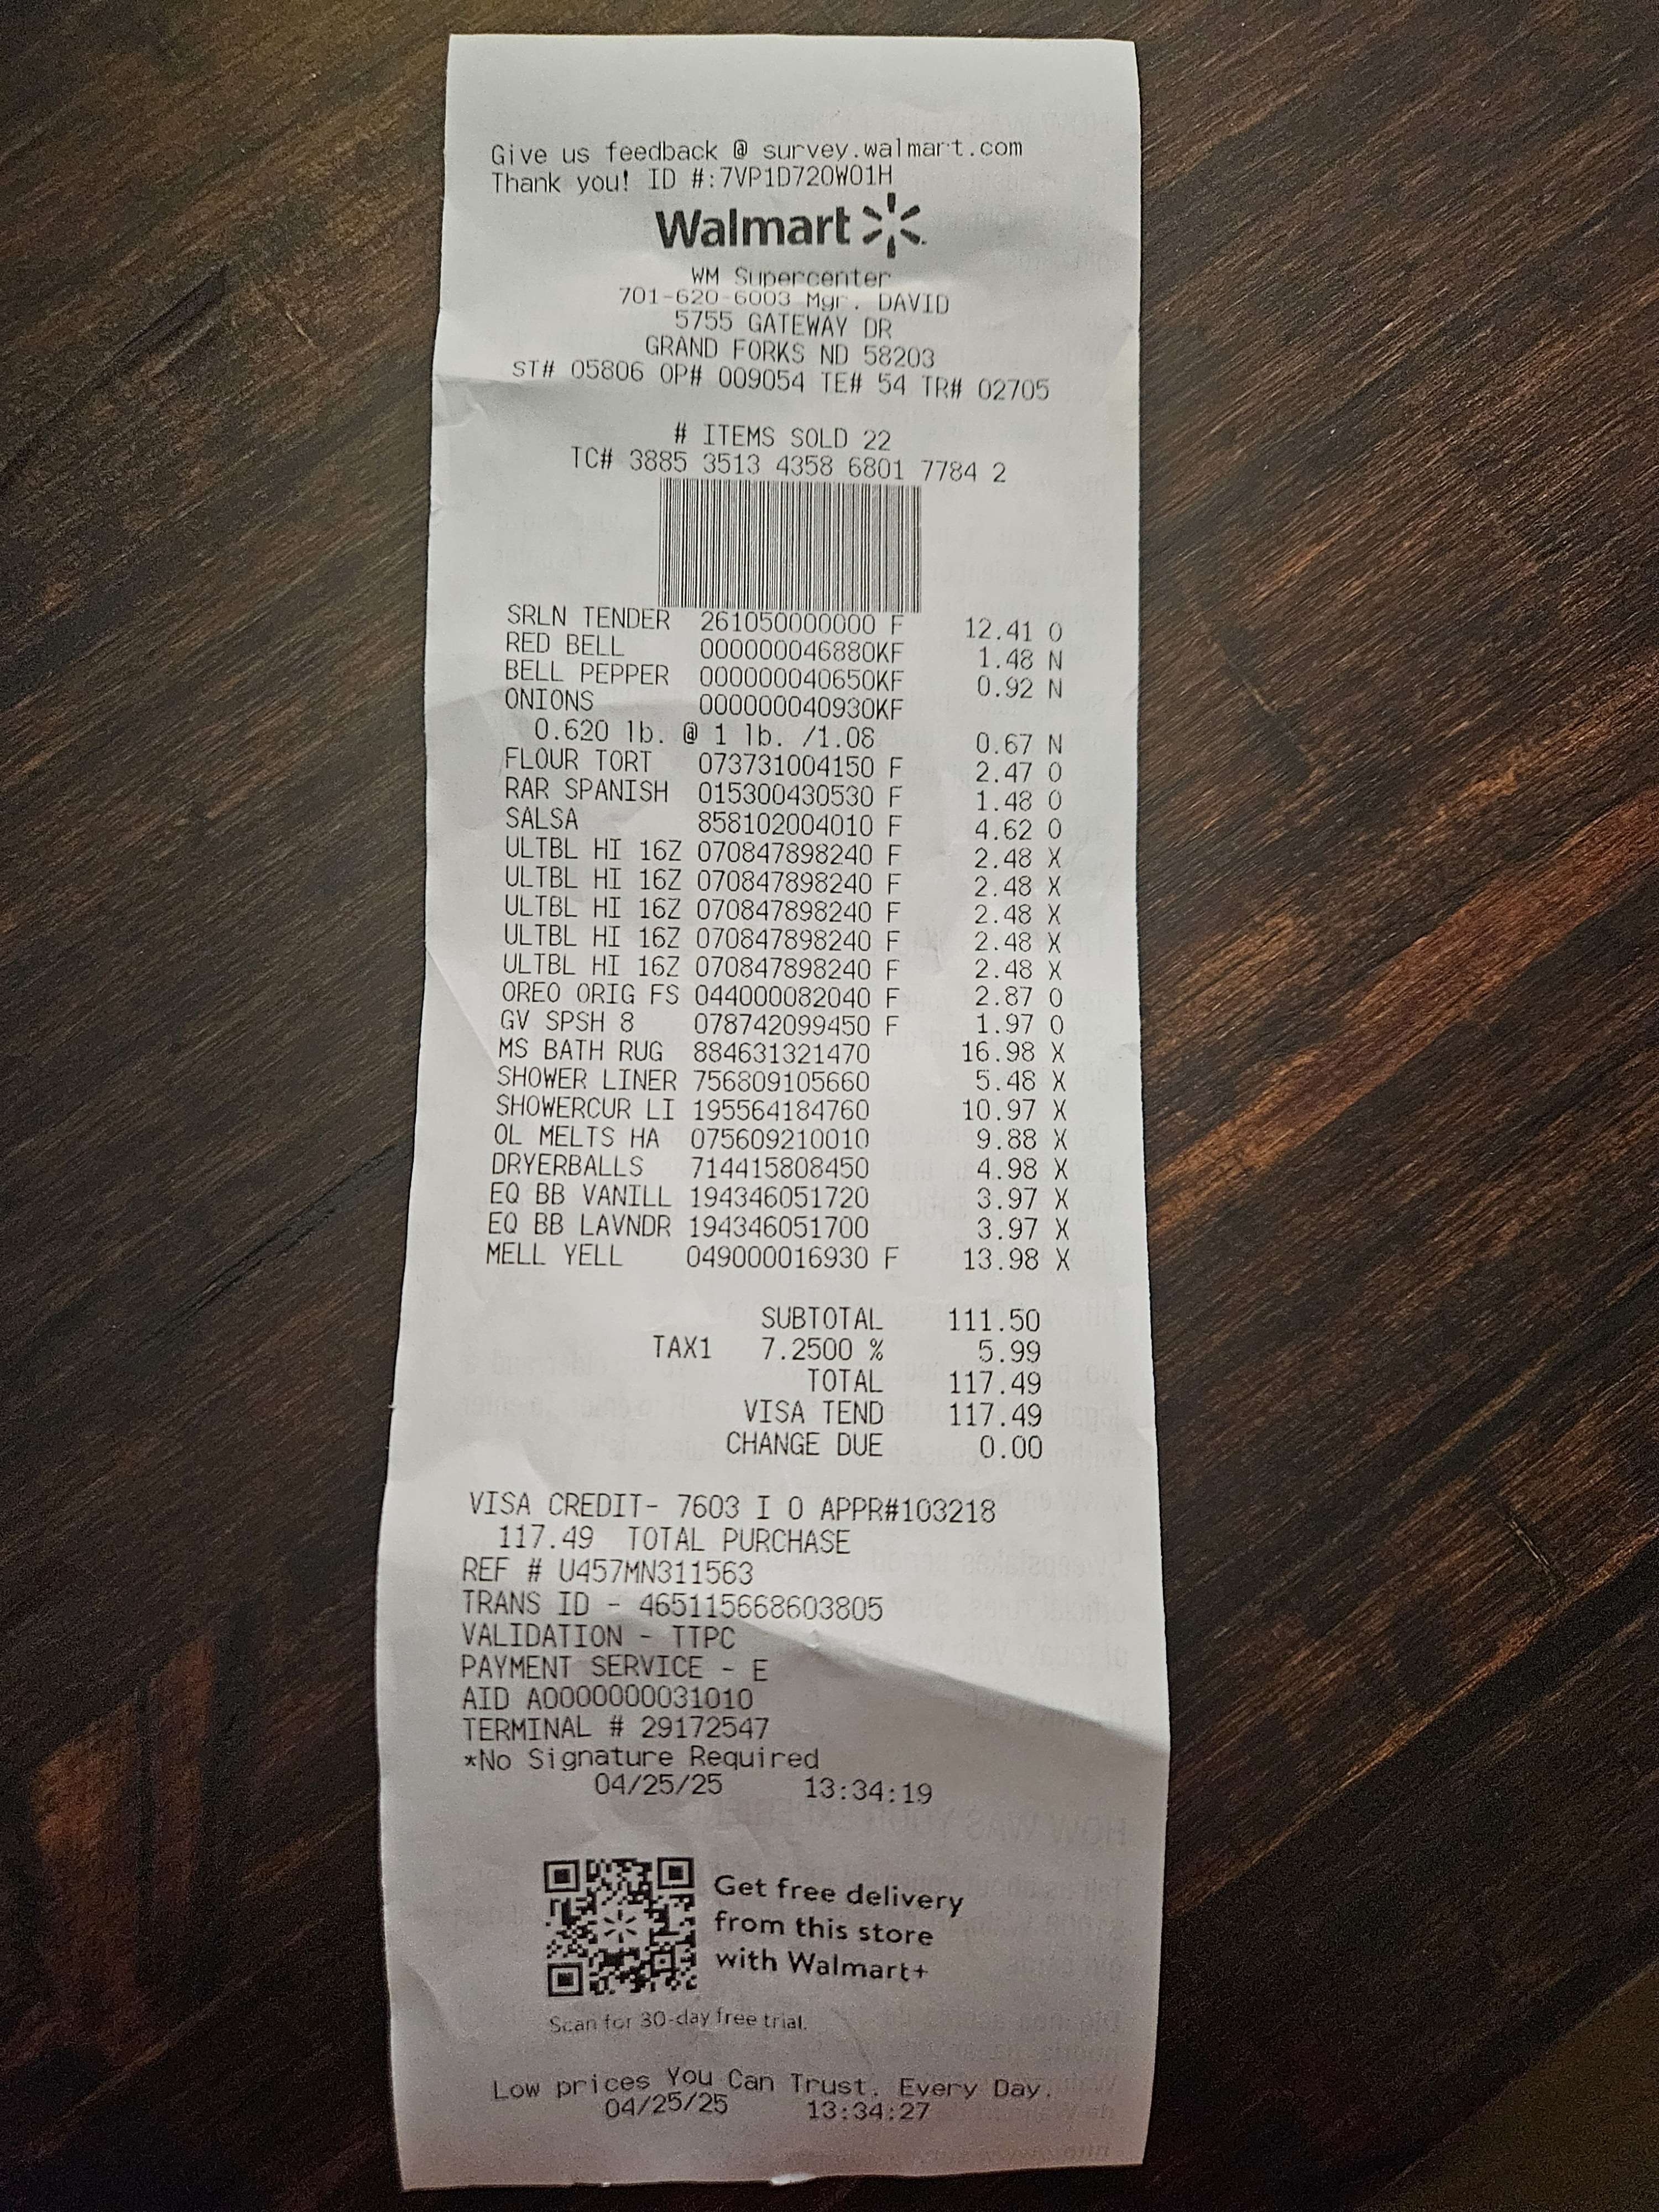 Give us feedback @ survey.walmart.com
Thank you! ID #:7VP1D720W01H
Walmart
WM Supercenter
701-620-6003 Mgr. DAVID
5755 GATEWAY DR
GRAND FORKS ND 58203
ST# 05806 OP# 009054 TE# 54 TR# 02705
# ITEMS SOLD 22
TC# 3885 3513 4358 6801 7784 2
SRLN TENDER 261050000000 F 12.41 O
RED BELL 000000046880KF 1.48 N
BELL PEPPER 000000040650KF 0.92 N
ONIONS 000000040930KF
0.620 lb. @ 1 lb. /1.08 0.67 N
FLOUR TORT 073731004150 F 2.47 O
RAR SPANISH 015300430530 F 1.48 O
SALSA 858102004010 F 4.62 O
ULTBL HI 16Z 070847898240 F 2.48 X
ULTBL HI 16Z 070847898240 F 2.48 X
ULTBL HI 16Z 070847898240 F 2.48 X
ULTBL HI 16Z 070847898240 F 2.48 X
ULTBL HI 16Z 070847898240 F 2.48 X
OREO ORIG FS 044000082040 F 2.87 O
GV SPSH 8 078742099450 F 1.97 O
MS BATH RUG 884631321470 16.98 X
SHOWER LINER 756809105660 5.48 X
SHOWERCUR LI 195564184760 10.97 X
OL MELTS HA 075609210010 9.88 X
DRYERBALLS 714415808450 4.98 X
EQ BB VANILL 194346051720 3.97 X
EQ BB LAVNDR 194346051700 3.97 X
MELL YELL 049000016930 F 13.98 X
SUBTOTAL 111.50
TAX1 7.2500 % 5.99
TOTAL 117.49
VISA TEND 117.49
CHANGE DUE 0.00
VISA CREDIT- 7603 I 0 APPR#103218
117.49 TOTAL PURCHASE
REF # U457MN311563
TRANS ID - 465115668603805
VALIDATION - TTPC
PAYMENT SERVICE - E
AID A0000000031010
TERMINAL # 29172547
*No Signature Required
04/25/25 13:34:19
Get free delivery
from this store
with Walmart+
Scan for 30-day free trial.
Low prices You Can Trust. Every Day.
04/25/25 13:34:27